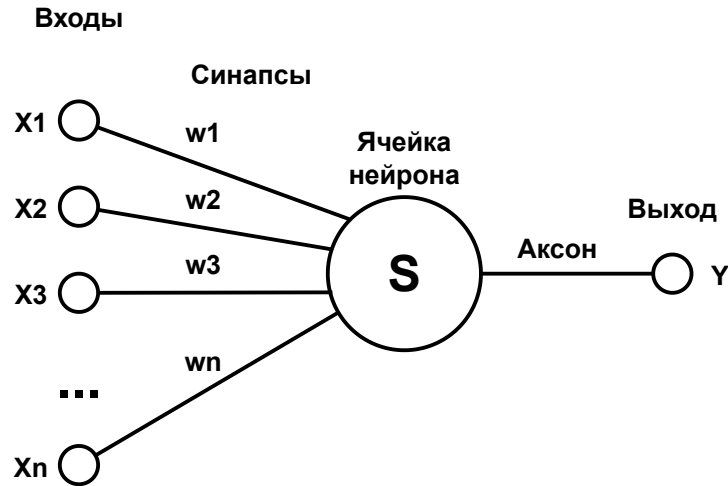 Входы
Синапсы
X1
w1
Ячейка
нейрона
X2
w2
Выход
w3
Аксон
X3
S
Y
wn
...
Xn